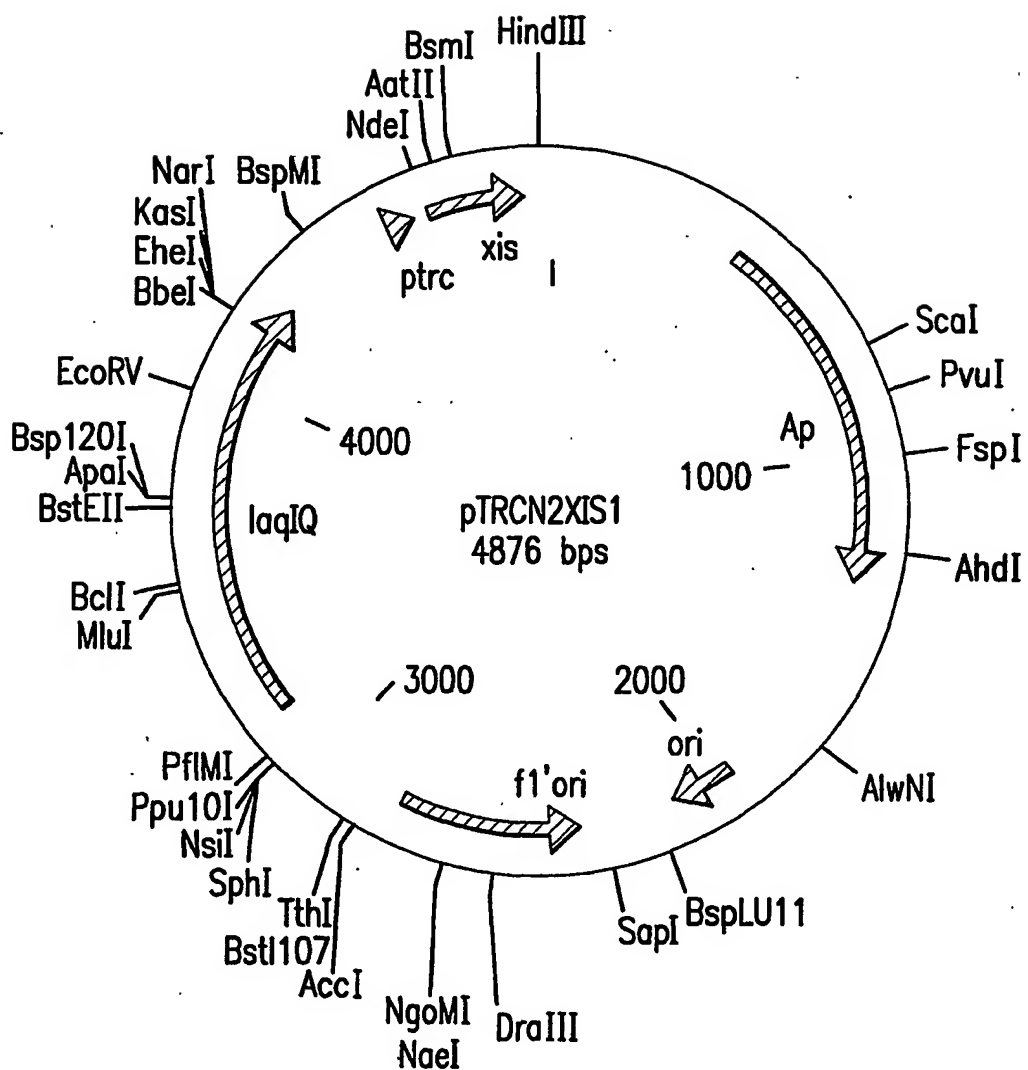 HindIII
BsmI
AatII
NdeI
NarI
BspMI
KasI
EheI
BbeI
ptrc
xis
I
ScaI
EcoRV
PvuI
4000
Ap
Bsp120I
FspI
ApaI
1000
BstEII
laqIQ
pTRCN2XIS1
4876 bps
AhdI
BclI
MluI
3000
2000
ori
PflMI
f1'ori
Ppu10I
AlwNI
NsiI
SphI
TthI
BspLU11
SapI
BstI107
AccI
NgoMI
DraIII
NaeI